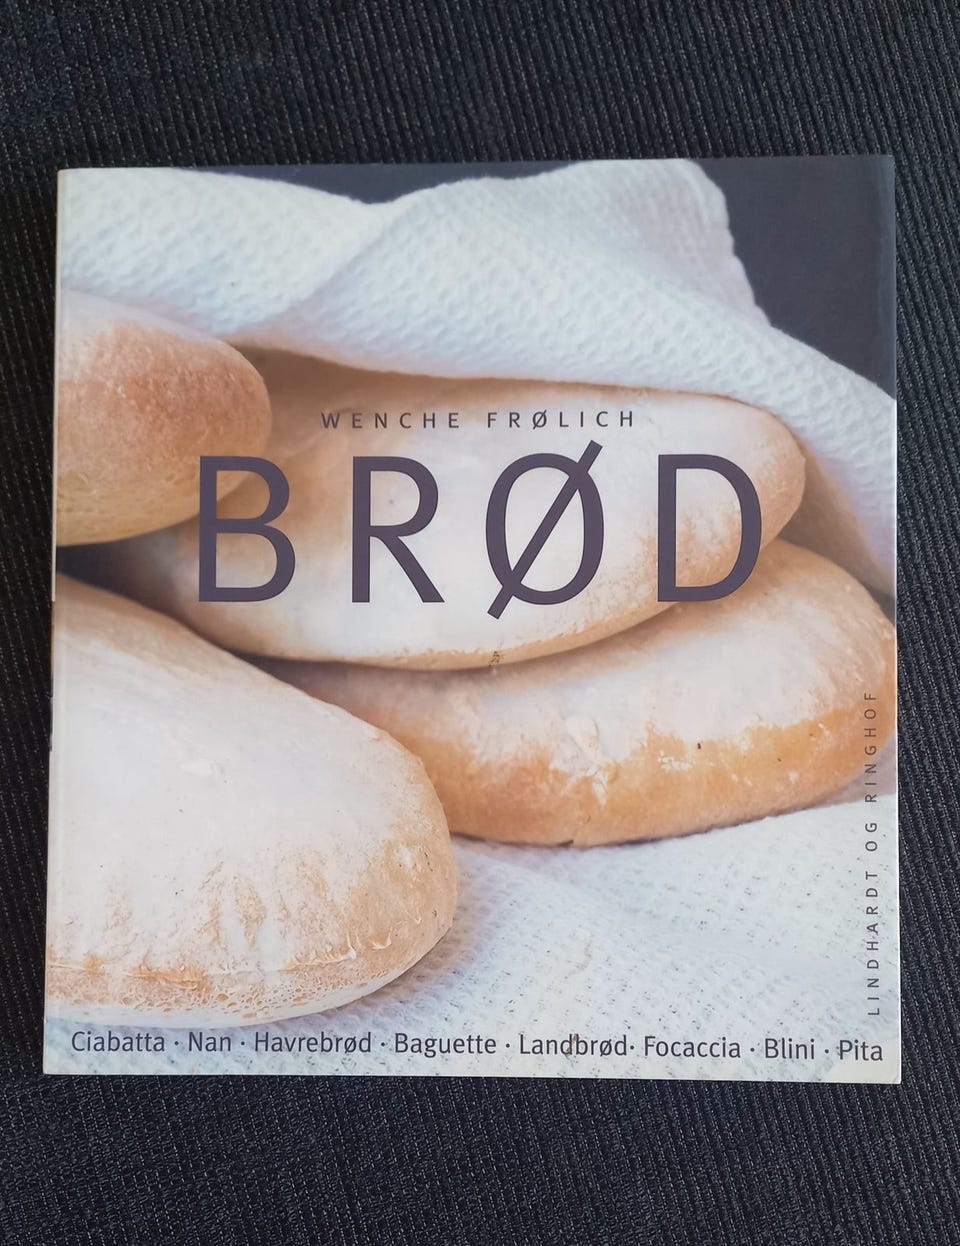 WENCHE FRØLICH
BRØD
LINDHARDT OG RINGHOF
Ciabatta · Nan · Havrebrød · Baguette · Landbrød· Focaccia · Blini · Pita